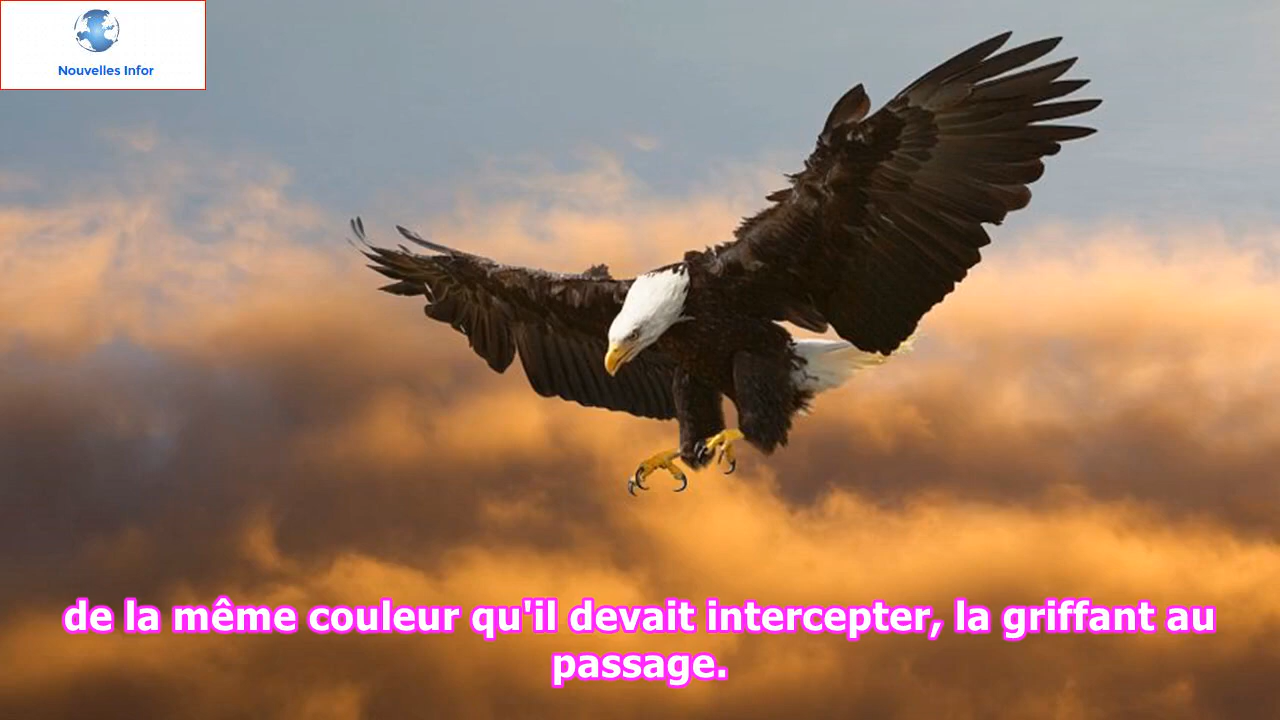 Nouvelles Infor
de la même couleur qu'il devait intercepter, la griffant au
passage.